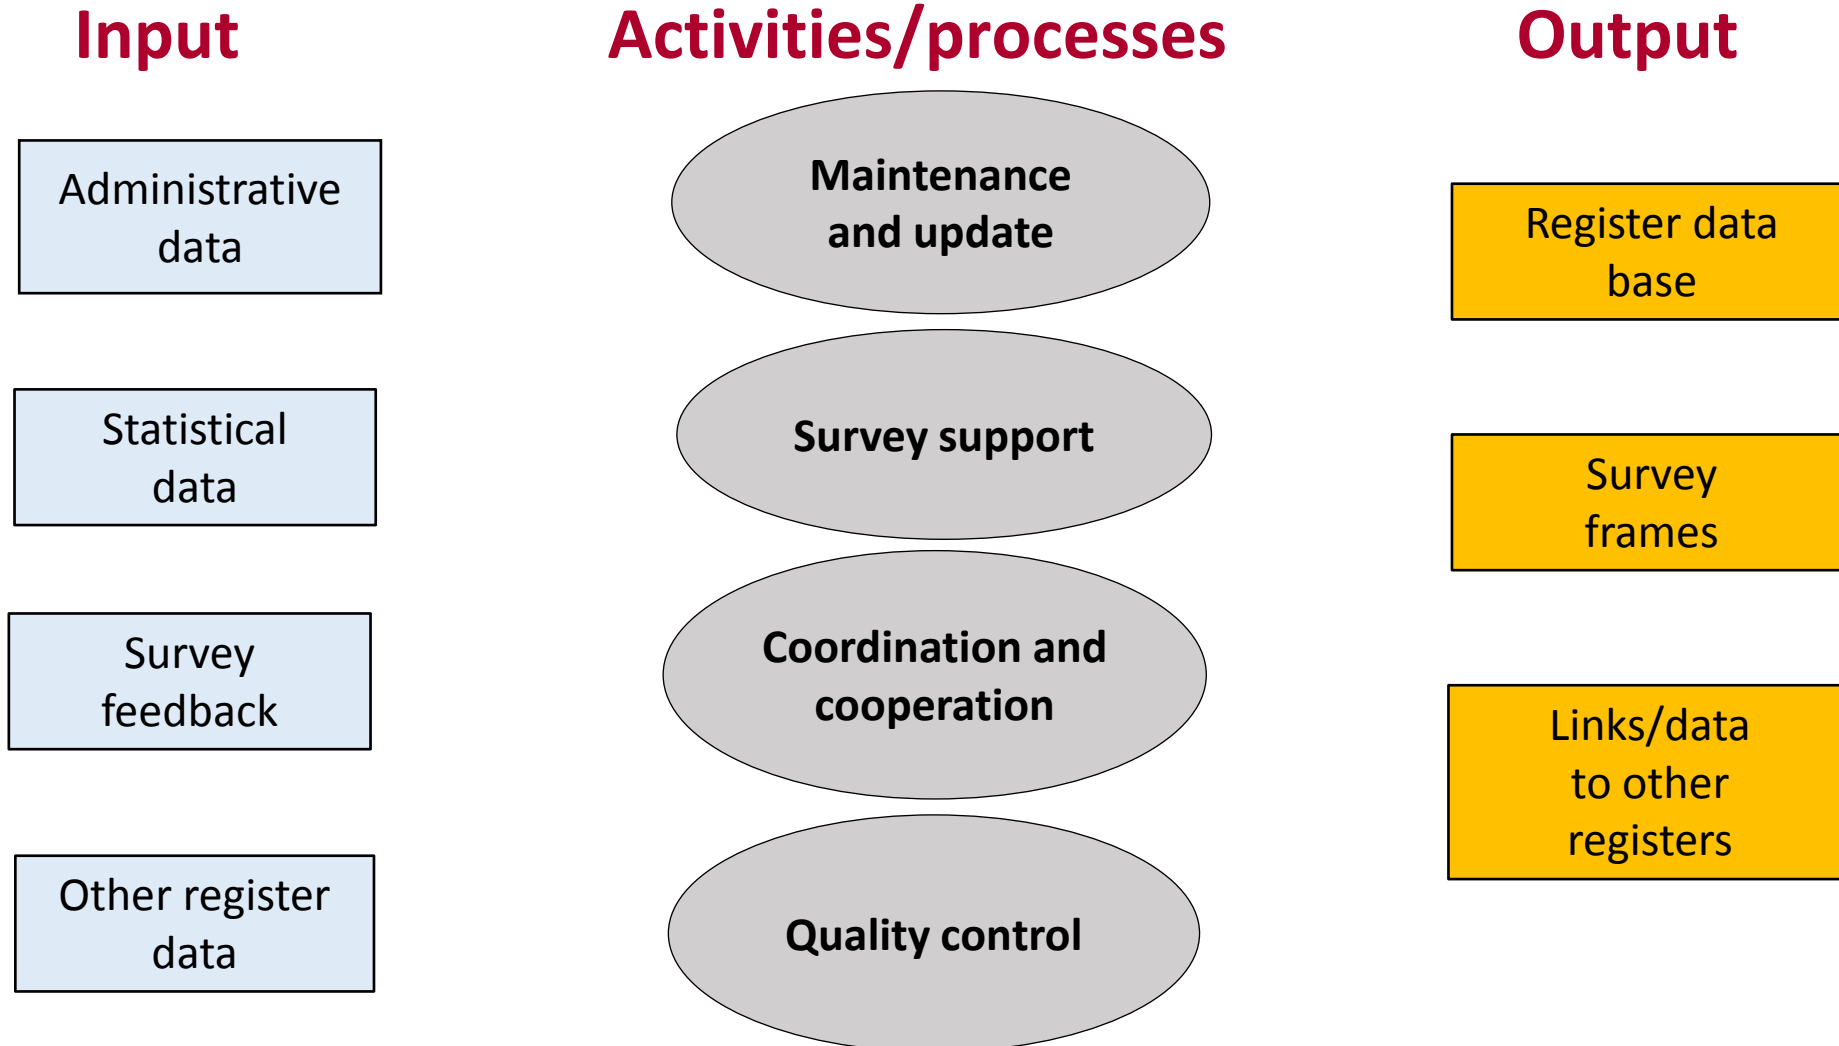 Input
Activities/processes
Output
Administrative
data
Statistical
data
Survey
feedback
Other register
data
Maintenance
and update
Survey support
Coordination and
cooperation
Quality control
Register data
base
Survey
frames
Links/data
to other
registers